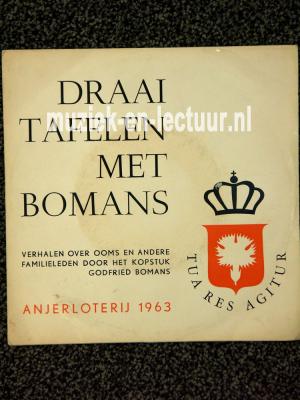 DRAAI
TAFELEN
MET
BOMANS
muziek-en-lectuur.nl
VERHALEN OVER OOM'S EN ANDERE
FAMILIELEDEN DOOR HET KOPSTUK
GODFRIED BOMANS
ANJERLOTERIJ 1963
TUA RES AGITUR